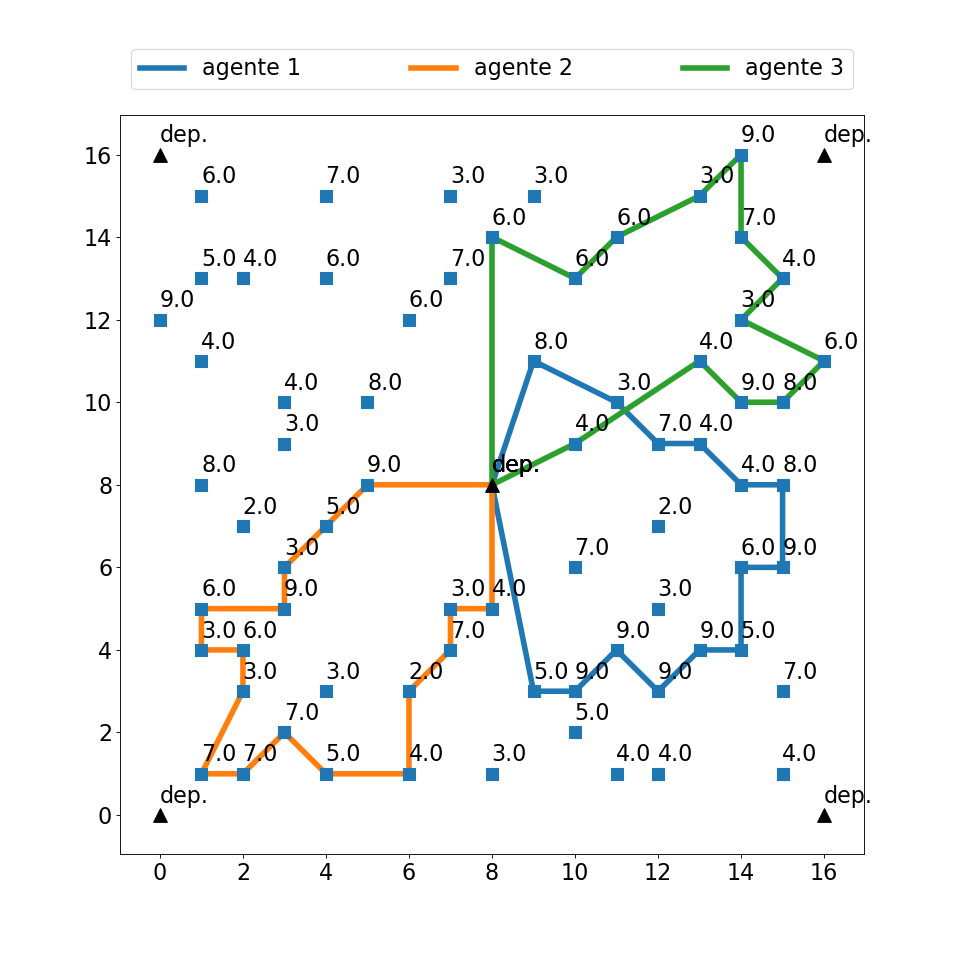 agente 1 agente 2 agente 3
dep. 9.0 dep.
16
6.0 7.0 3.0 3.0 3.0
14 6.0 6.0 7.0
5.0 4.0 6.0 7.0 6.0 4.0
12 9.0 6.0 3.0
4.0 8.0 4.0 6.0
10 4.0 8.0 3.0 9.0 8.0
3.0 4.0 7.0 4.0
8 8.0 9.0 dep. 4.0 8.0
2.0 5.0 2.0
6 3.0 7.0 6.0 9.0
6.0 9.0 3.0 4.0 3.0
4 3.0 6.0 7.0 9.0 9.0 5.0
3.0 3.0 2.0 5.0 9.0 9.0 7.0
2 7.0 5.0
7.0 7.0 5.0 4.0 3.0 4.0 4.0 4.0
0 dep. dep.
0 2 4 6 8 10 12 14 16